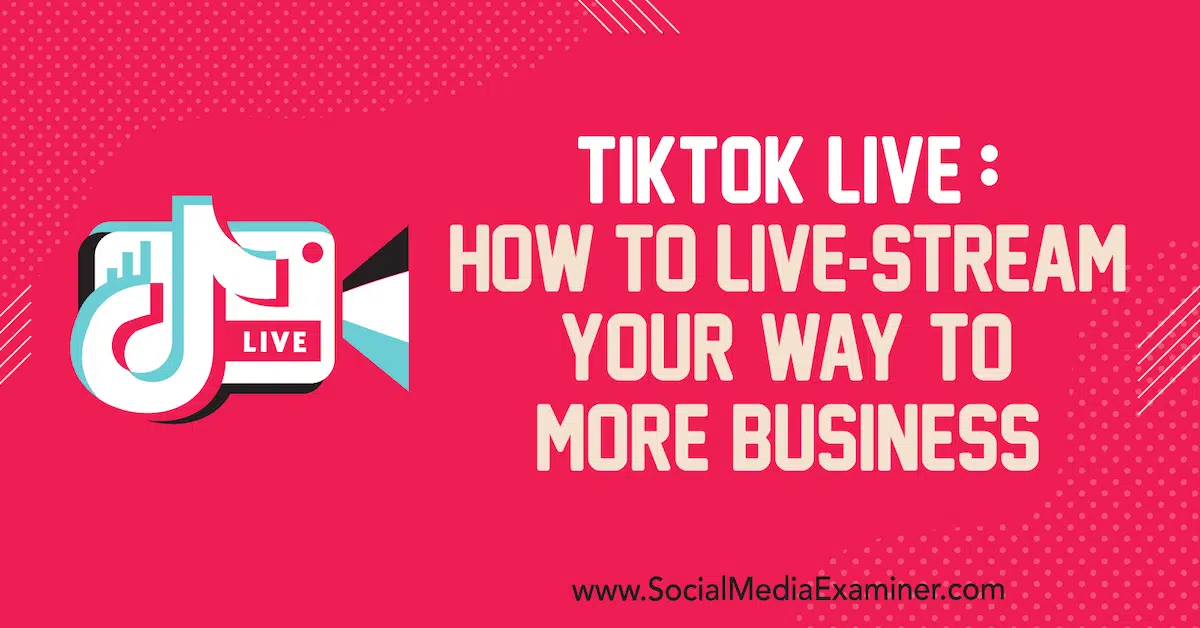 LIVE
TIKTOK LIVE :
HOW TO LIVE-STREAM
YOUR WAY TO
MORE BUSINESS
www.SocialMediaExaminer.com